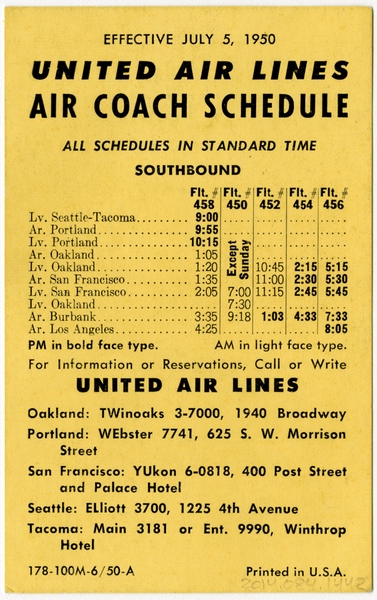 EFFECTIVE JULY 5, 1950
UNITED AIR LINES
AIR COACH SCHEDULE
ALL SCHEDULES IN STANDARD TIME
SOUTHBOUND
Flt. # Flt. # Flt. # Flt. # Flt. #
458 450 452 454 456
Lv. Seattle-Tacoma.......... 9:00 ..... ..... ..... .....
Ar. Portland............... 9:55 ..... ..... ..... .....
Lv. Portland............... 10:15 ..... ..... ..... .....
Ar. Oakland............... 1:05 Except Sunday ..... ..... .....
Lv. Oakland............... 1:20 10:45 2:15 5:15
Ar. San Francisco.......... 1:35 11:00 2:30 5:30
Lv. San Francisco.......... 2:05 7:00 11:15 2:45 5:45
Lv. Oakland............... ..... 7:30 ..... ..... .....
Ar. Burbank............... 3:35 9:18 1:03 4:33 7:33
Ar. Los Angeles............ 4:25 ..... ..... ..... 8:05
PM in bold face type. AM in light face type.
For Information or Reservations, Call or Write
UNITED AIR LINES
Oakland: TWinoaks 3-7000, 1940 Broadway
Portland: WEbster 7741, 625 S. W. Morrison
Street
San Francisco: YUkon 6-0818, 400 Post Street
and Palace Hotel
Seattle: ELliott 3700, 1225 4th Avenue
Tacoma: Main 3181 or Ent. 9990, Winthrop
Hotel
178-100M-6/50-A Printed in U.S.A.
2014.084.1442